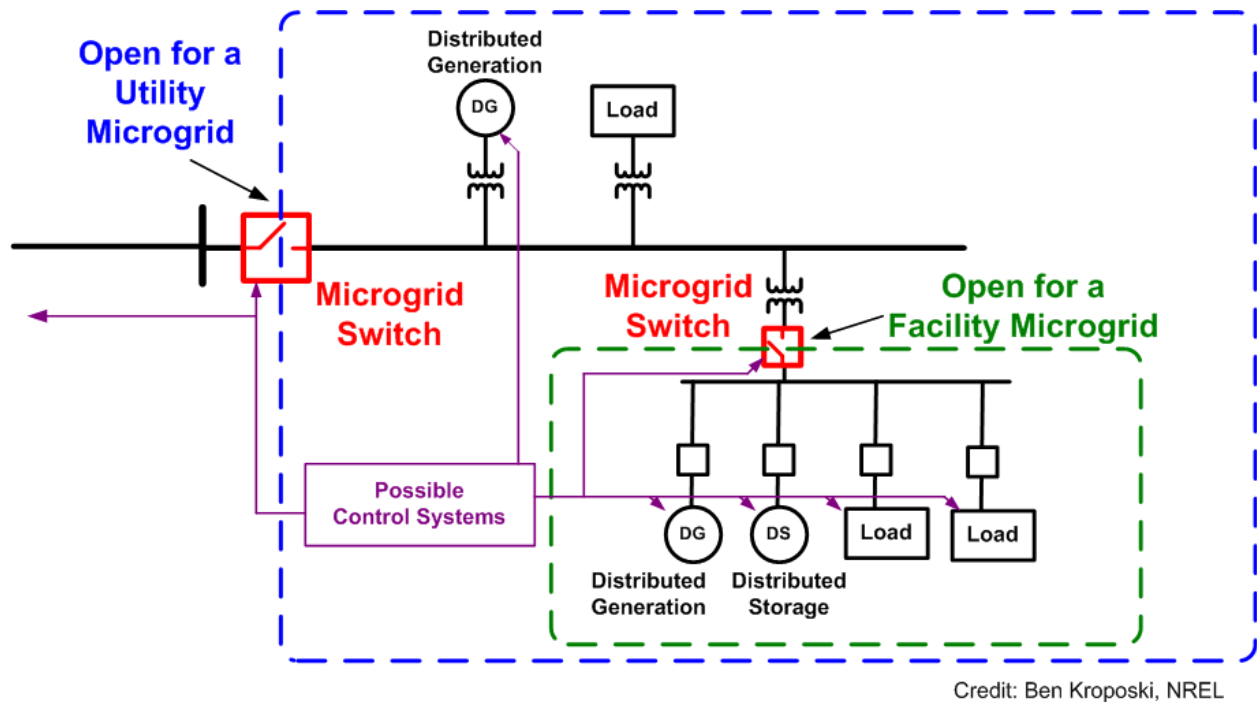 Open for a
Utility
Microgrid
Distributed
Generation
DG
Load
Microgrid
Switch
Microgrid
Switch
Open for a
Facility Microgrid
Possible
Control Systems
DG
DS
Load
Load
Distributed
Generation
Distributed
Storage
Credit: Ben Kroposki, NREL